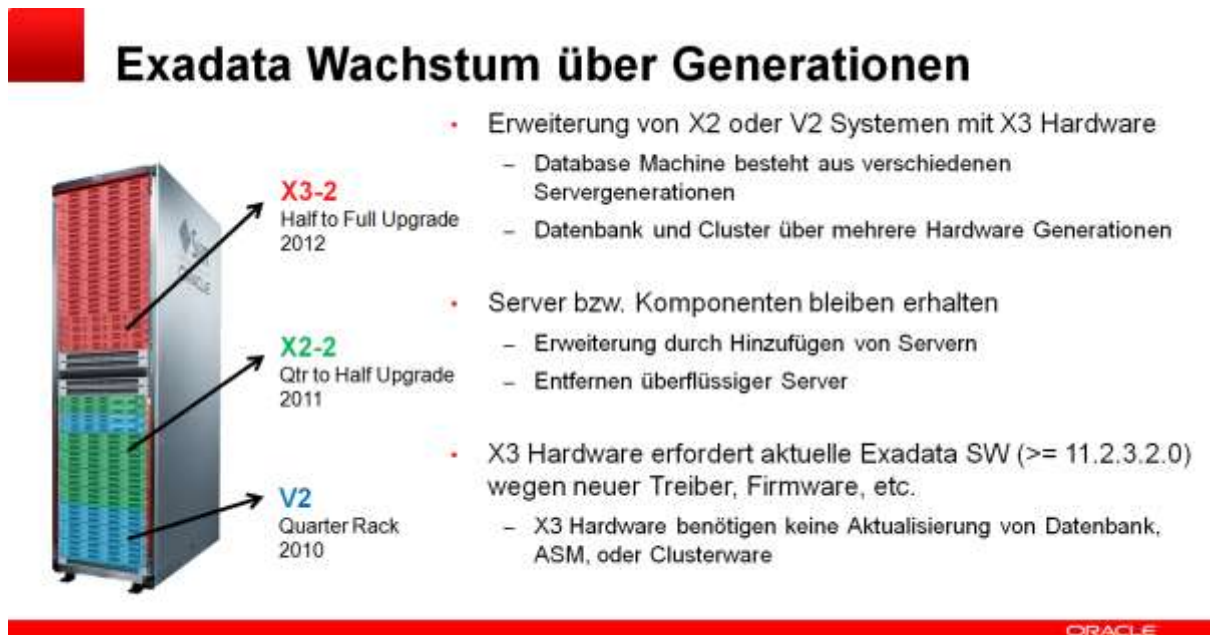 Exadata Wachstum über Generationen
X3-2
Half to Full Upgrade
2012
X2-2
Qtr to Half Upgrade
2011
V2
Quarter Rack
2010
• Erweiterung von X2 oder V2 Systemen mit X3 Hardware
– Database Machine besteht aus verschiedenen
Servergenerationen
– Datenbank und Cluster über mehrere Hardware Generationen
• Server bzw. Komponenten bleiben erhalten
– Erweiterung durch Hinzufügen von Servern
– Entfernen überflüssiger Server
• X3 Hardware erfordert aktuelle Exadata SW (>= 11.2.3.2.0)
wegen neuer Treiber, Firmware, etc.
– X3 Hardware benötigen keine Aktualisierung von Datenbank,
ASM, oder Clusterware
ORACLE